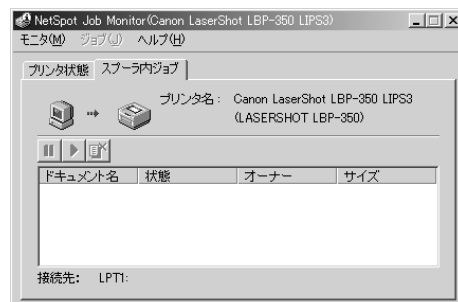 NetSpot Job Monitor(Canon LaserShot LBP-350 LIPS3)
モニタ(M) ジョブ(J) ヘルプ(H)
プリンタ状態 スプーラ内ジョブ
プリンタ名： Canon LaserShot LBP-350 LIPS3
(LASERSHOT LBP-350)
ドキュメント名 状態 オーナー サイズ
接続先： LPT1: